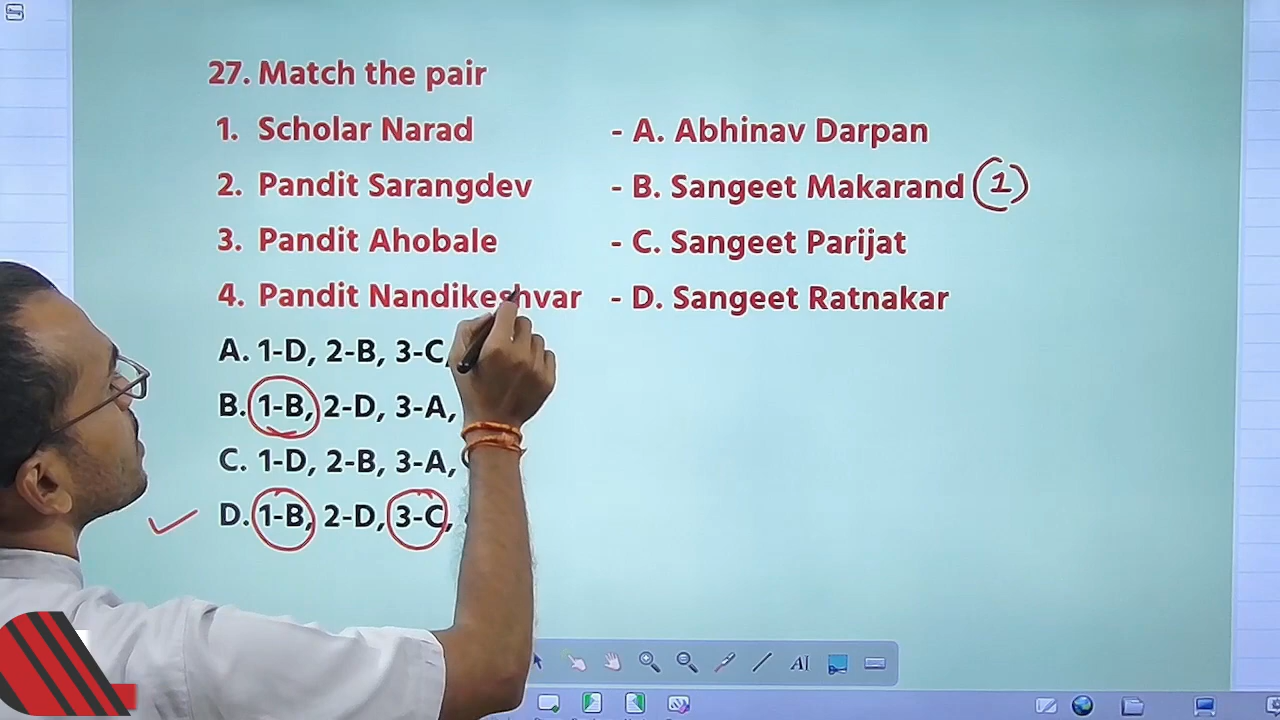 27. Match the pair
1. Scholar Narad - A. Abhinav Darpan
2. Pandit Sarangdev - B. Sangeet Makarand 1
3. Pandit Ahobale - C. Sangeet Parijat
4. Pandit Nandikeshvar - D. Sangeet Ratnakar
A. 1-D, 2-B, 3-C,
B. 1-B, 2-D, 3-A,
C. 1-D, 2-B, 3-A,
D. 1-B, 2-D, 3-C,
AI